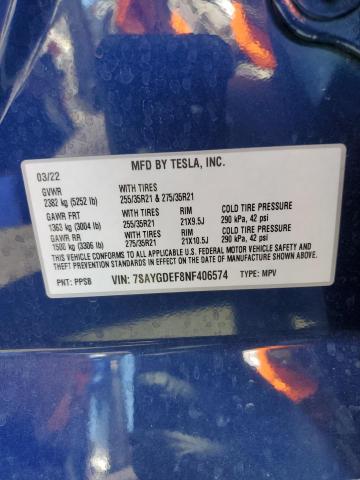 MFD BY TESLA, INC.
03/22
GVWR WITH TIRES
2382 kg (5252 lb) 255/35R21 & 275/35R21
GAWR FRT WITH TIRES RIM COLD TIRE PRESSURE
1363 kg (3004 lb) 255/35R21 21X9.5J 290 kPa, 42 psi
GAWR RR WITH TIRES RIM COLD TIRE PRESSURE
1500 kg (3306 lb) 275/35R21 21X10.5J 290 kPa, 42 psi
THIS VEHICLE CONFORMS TO ALL APPLICABLE U.S. FEDERAL MOTOR VEHICLE SAFETY AND
THEFT PREVENTION STANDARDS IN EFFECT ON THE DATE OF MANUFACTURE SHOWN ABOVE.
PNT: PPSB VIN: 7SAYGDEF8NF406574 TYPE: MPV